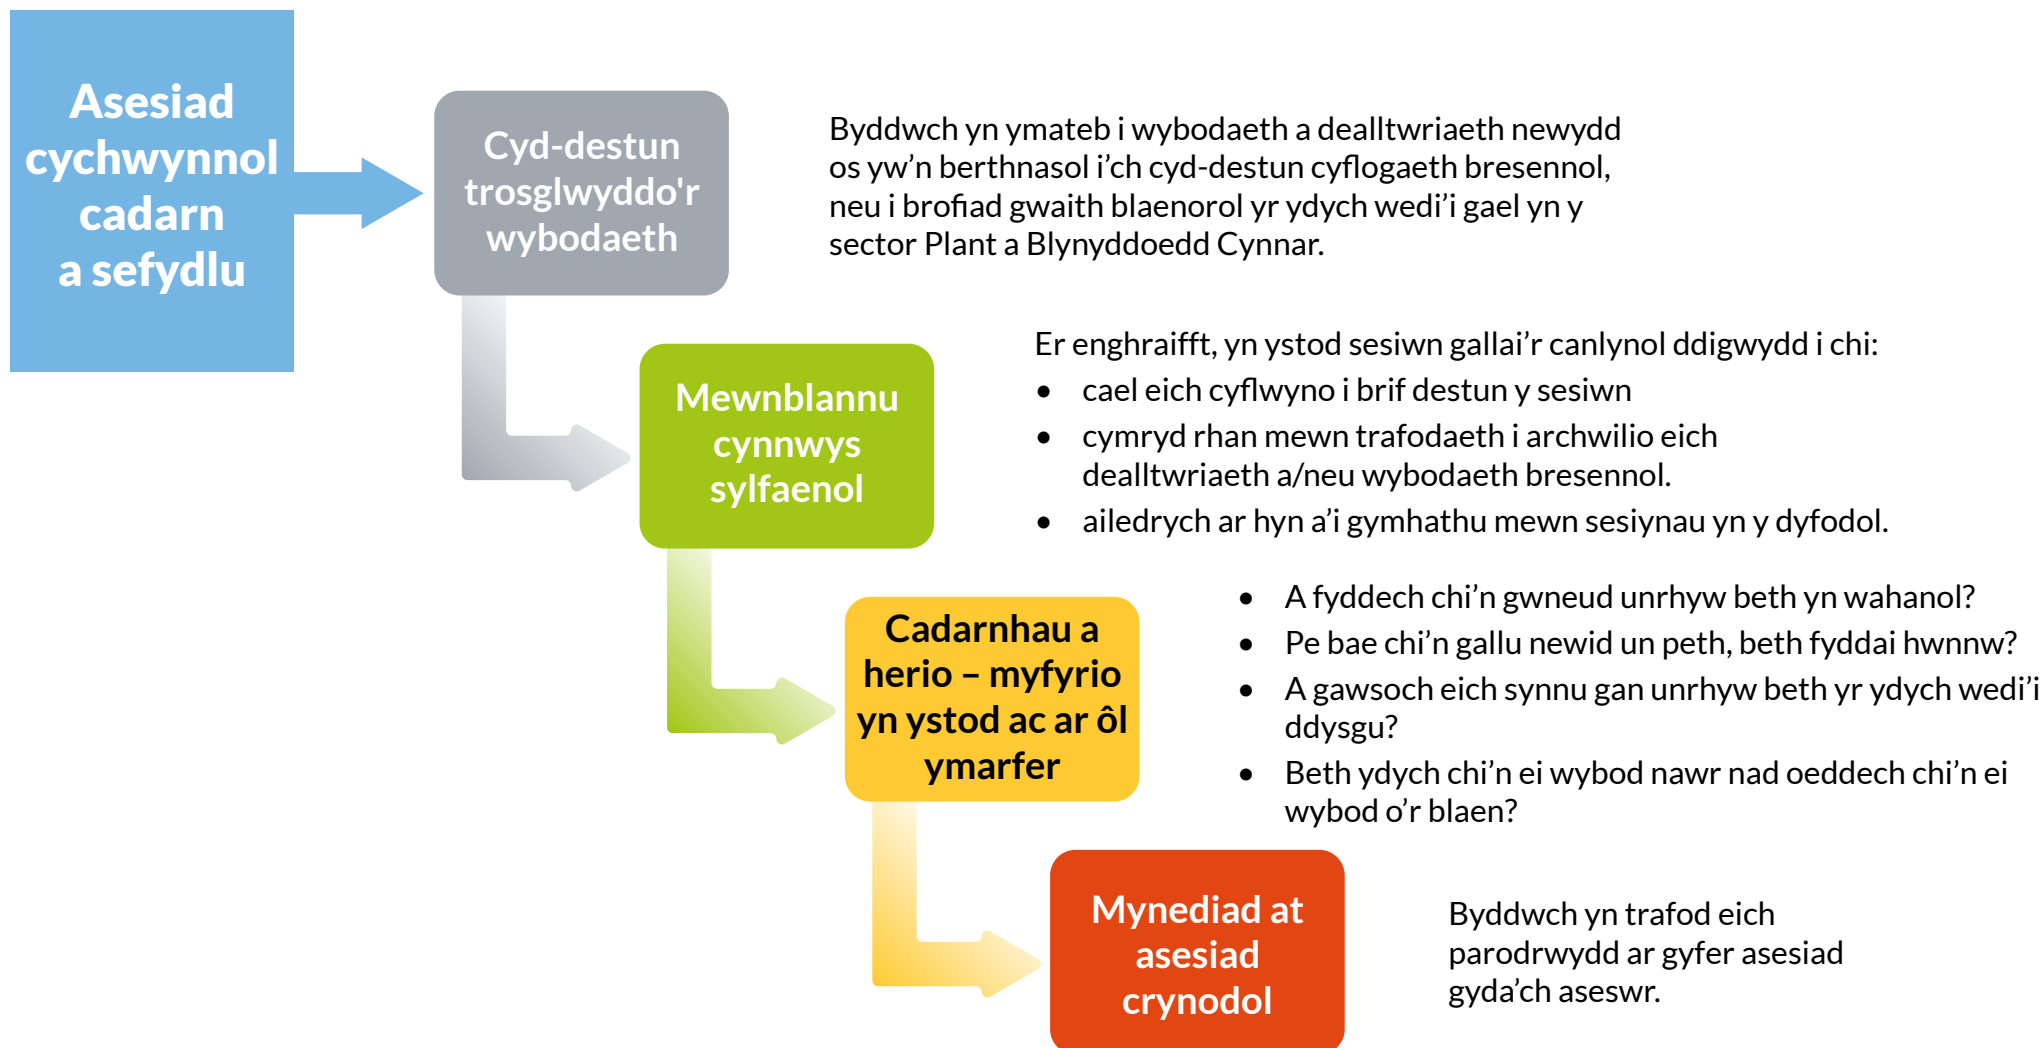 Asesiad
cychwynnol
cadarn
a sefydlu
Cyd-destun
trosglwyddo'r
wybodaeth
Byddwch yn ymateb i wybodaeth a dealltwriaeth newydd
os yw’n berthnasol i’ch cyd-destun cyflogaeth bresennol,
neu i brofiad gwaith blaenorol yr ydych wedi’i gael yn y
sector Plant a Blynyddoedd Cynnar.
Mewnblannu
cynnwys
sylfaenol
Er enghraifft, yn ystod sesiwn gallai’r canlynol ddigwydd i chi:
• cael eich cyflwyno i brif destun y sesiwn
• cymryd rhan mewn trafodaeth i archwilio eich
dealltwriaeth a/neu wybodaeth bresennol.
• ailedrych ar hyn a’i gymhathu mewn sesiynau yn y dyfodol.
Cadarnhau a
herio – myfyrio
yn ystod ac ar ôl
ymarfer
• A fyddech chi’n gwneud unrhyw beth yn wahanol?
• Pe bae chi’n gallu newid un peth, beth fyddai hwnnw?
• A gawsoch eich synnu gan unrhyw beth yr ydych wedi’i
ddysgu?
• Beth ydych chi’n ei wybod nawr nad oeddech chi’n ei
wybod o’r blaen?
Mynediad at
asesiad
crynodol
Byddwch yn trafod eich
parodrwydd ar gyfer asesiad
gyda’ch aseswr.